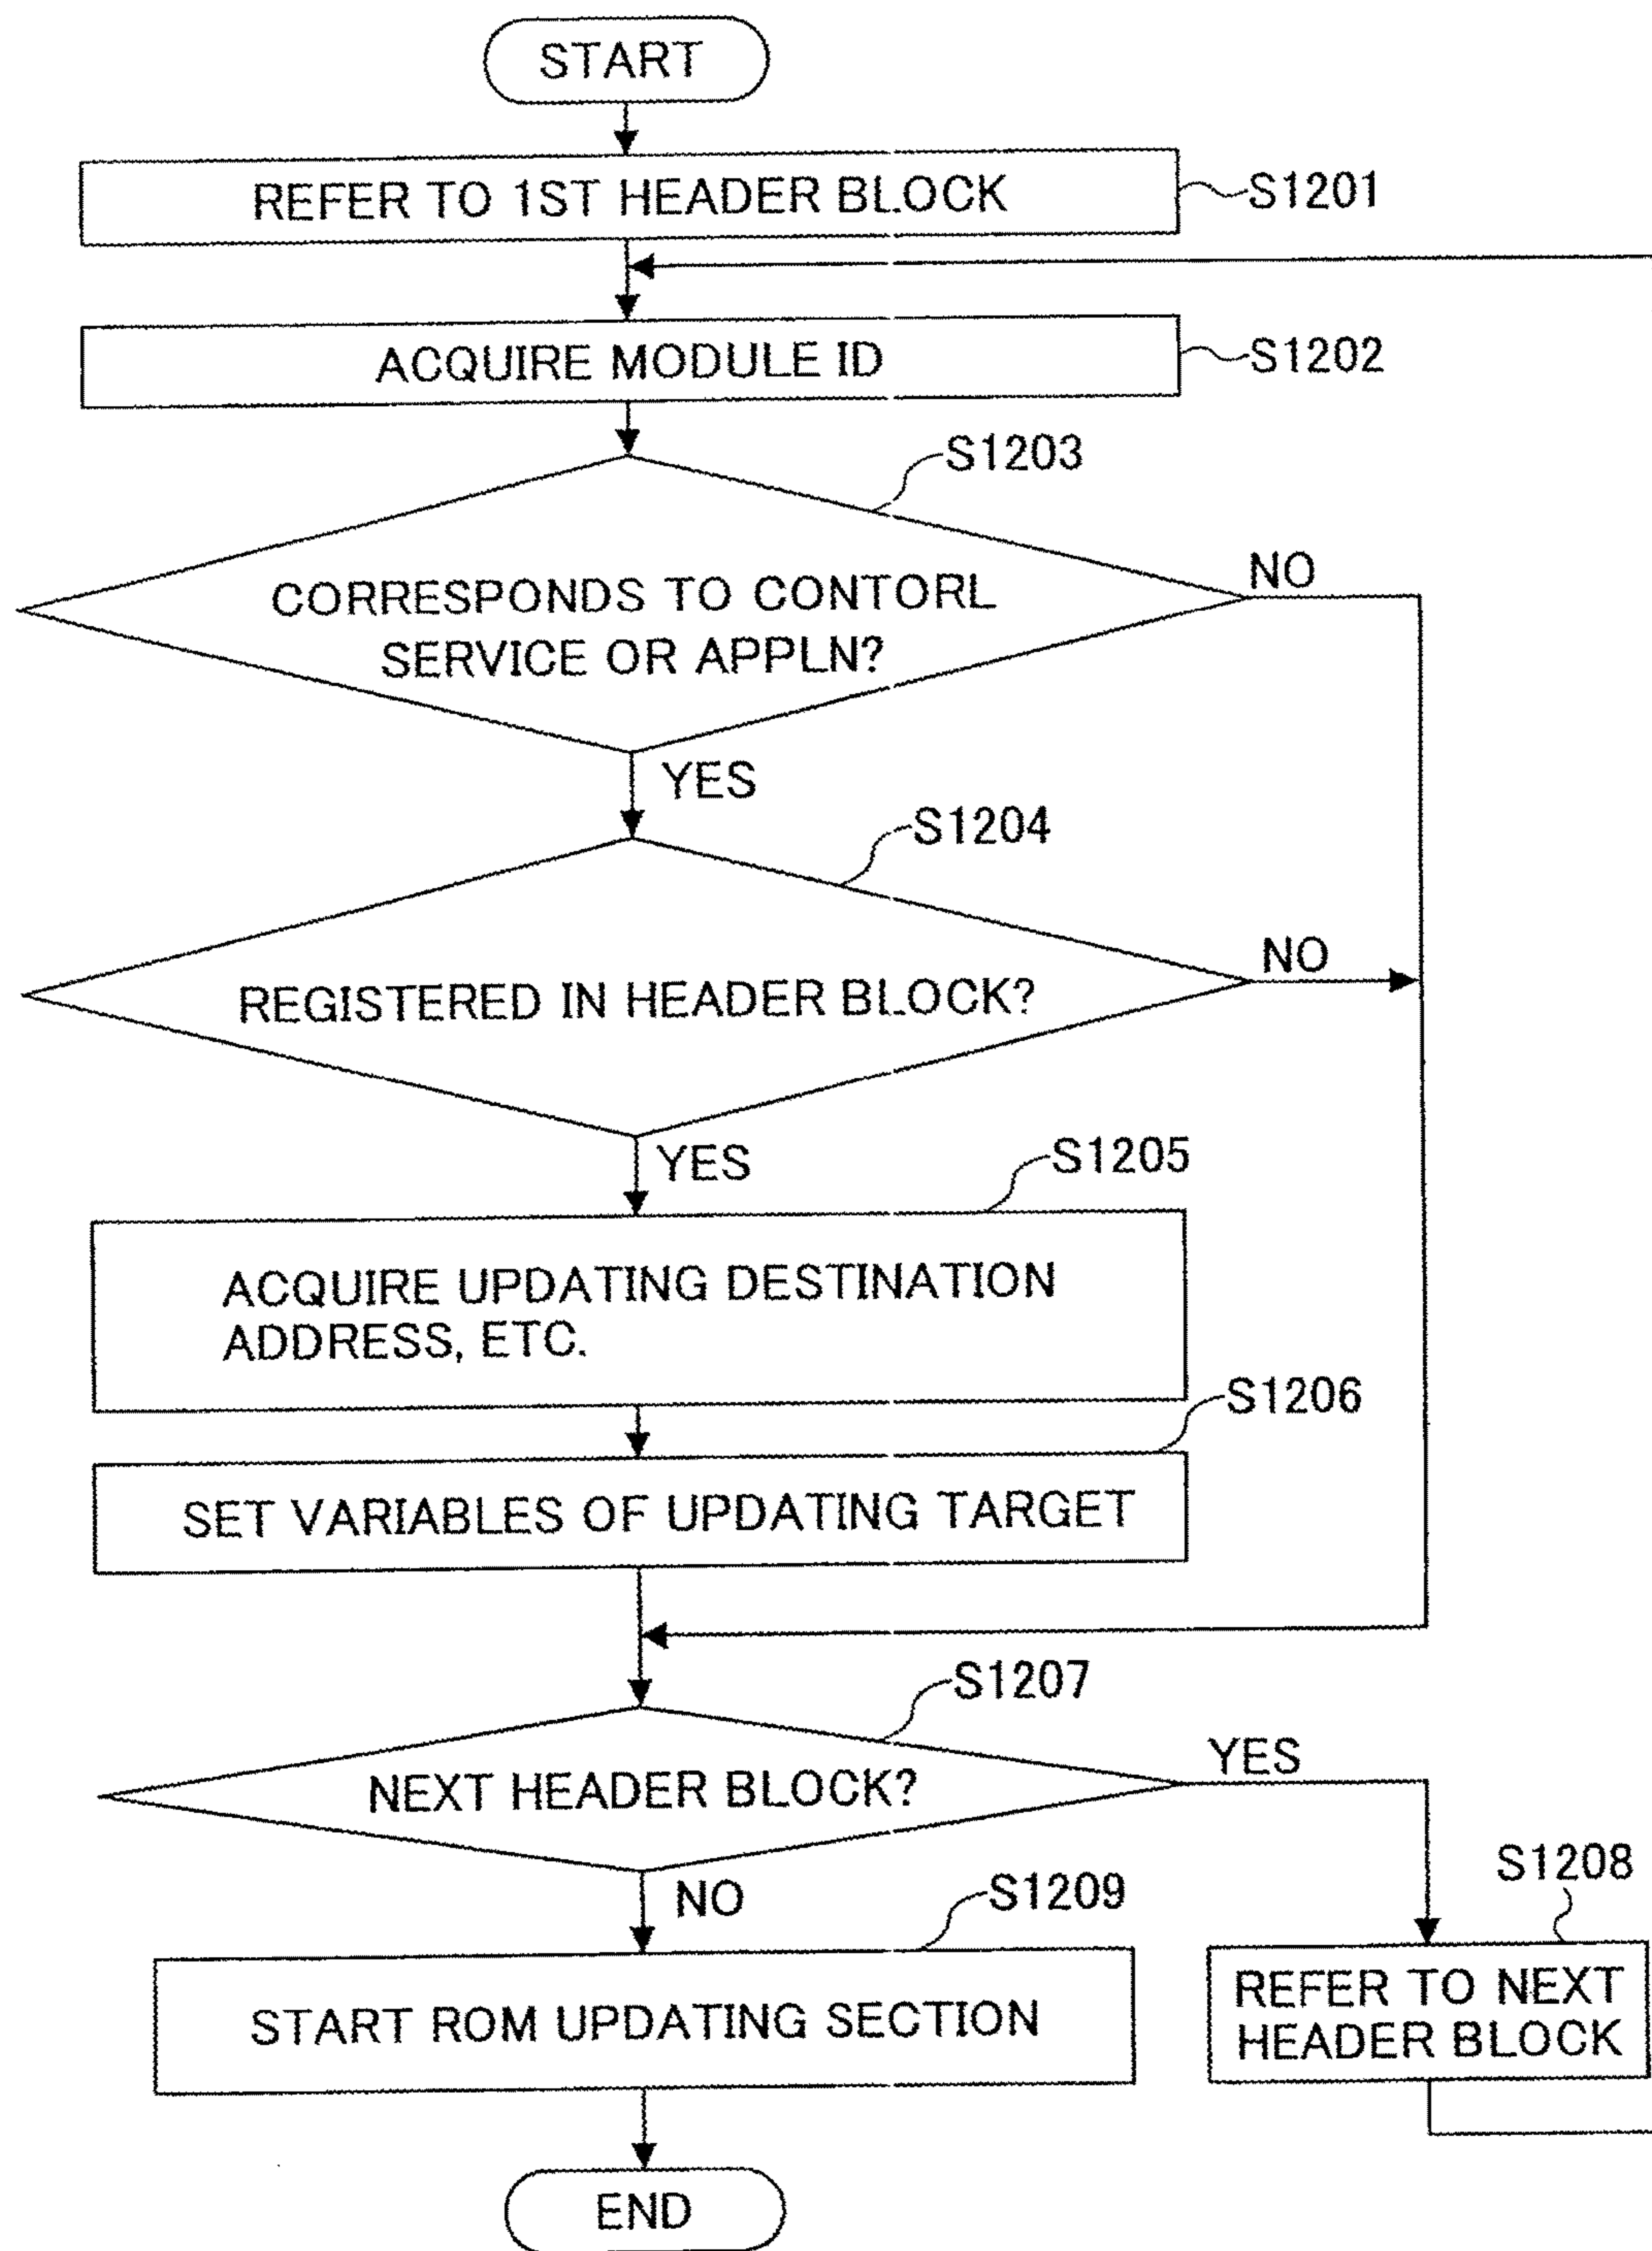 START
REFER TO 1ST HEADER BLOCK
S1201
ACQUIRE MODULE ID
S1202
S1203
CORRESPONDS TO CONTORL
SERVICE OR APPLN?
NO
YES
S1204
REGISTERED IN HEADER BLOCK?
NO
YES
S1205
ACQUIRE UPDATING DESTINATION
ADDRESS, ETC.
S1206
SET VARIABLES OF UPDATING TARGET
S1207
NEXT HEADER BLOCK?
YES
NO
S1208
REFER TO NEXT
HEADER BLOCK
S1209
START ROM UPDATING SECTION
END